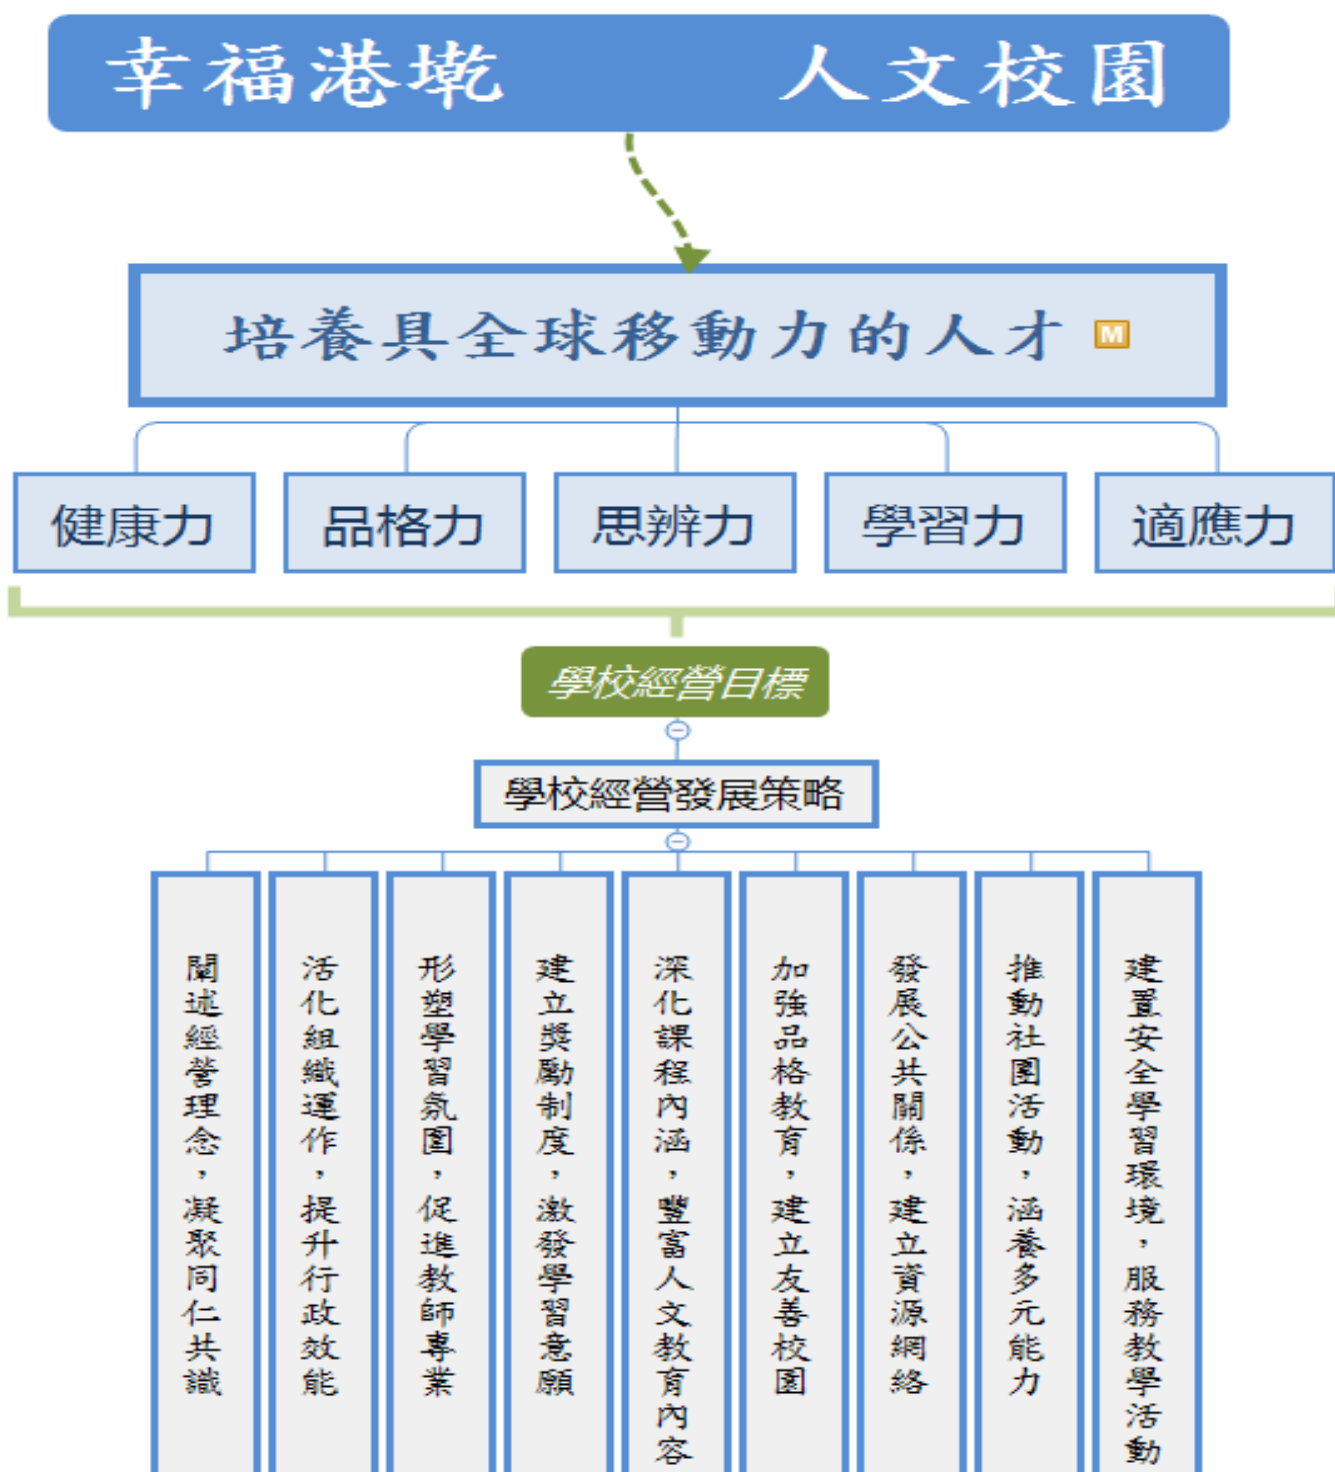 幸福港墘 人文校園
培養具全球移動力的人才 M
健康力
品格力
思辨力
學習力
適應力
學校經營目標
學校經營發展策略
闡述經營理念，凝聚同仁共識
活化組織運作，提升行政效能
形塑學習氛圍，促進教師專業
建立獎勵制度，激發學習意願
深化課程內涵，豐富人文教育內容
加強品格教育，建立友善校園
發展公共關係，建立資源網絡
推動社團活動，涵養多元能力
建置安全學習環境，服務教學活動